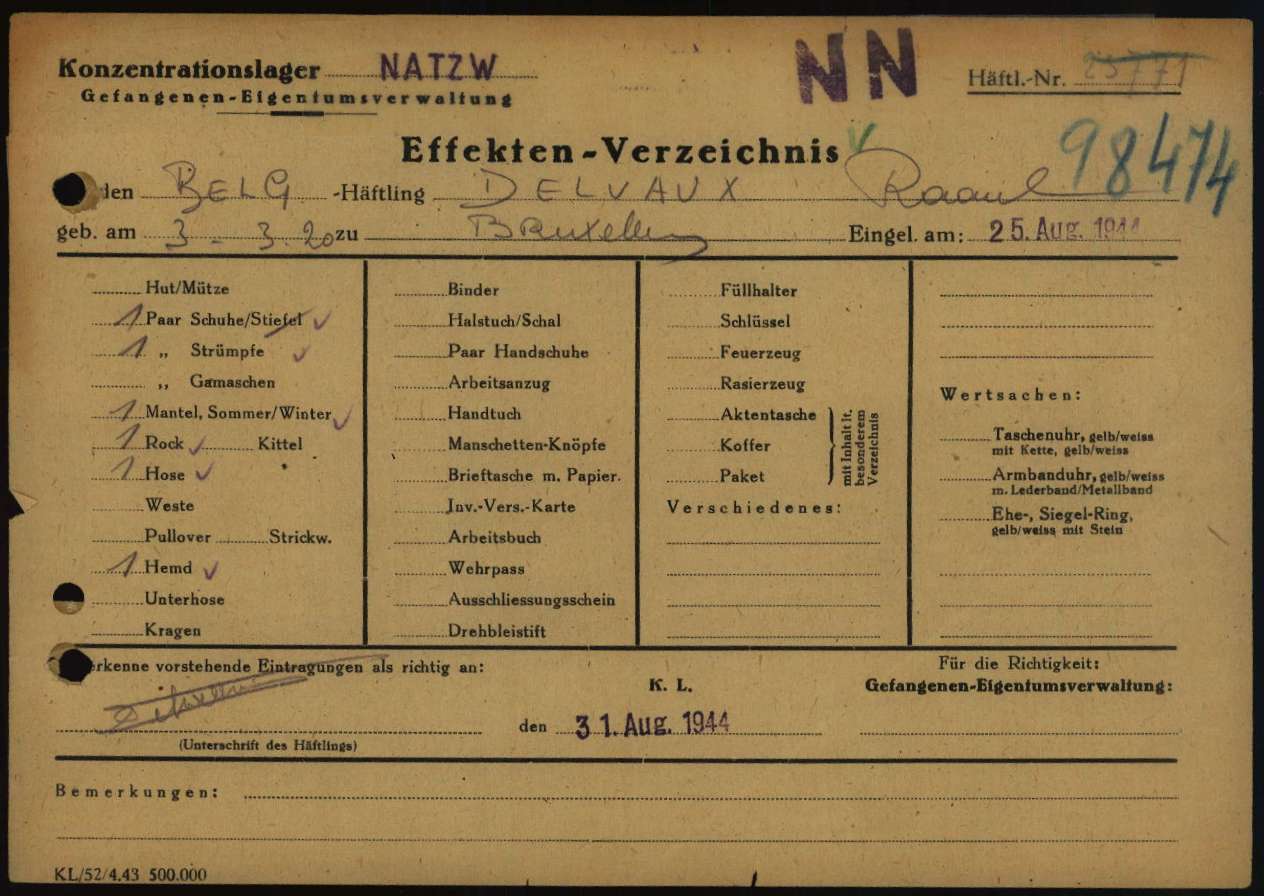 Konzentrationslager NATZW
NN
Häftl.-Nr.
Gefangenen-Eigentumsverwaltung
Effekten-Verzeichnis
98474
den BELG -Häftling DELVAUX Raoul
geb. am 3-3.20 zu Bruxelles Eingel. am: 25. Aug. 1944
Hut/Mütze
1 Paar Schuhe/Stiefel
1 „ Strümpfe
„ Gamaschen
1 Mantel, Sommer/Winter
1 Rock Kittel
1 Hose
Weste
Pullover Strickw.
1 Hemd
Unterhose
Kragen
Binder
Halstuch/Schal
Paar Handschuhe
Arbeitsanzug
Handtuch
Manschetten-Knöpfe
Brieftasche m. Papier.
Inv.-Vers.-Karte
Arbeitsbuch
Wehrpass
Ausschliessungsschein
Drehbleistift
Füllhalter
Schlüssel
Feuerzeug
Rasierzeug
Aktentasche
Koffer
Paket
mit Inhalt lt.
besonderem
Verzeichnis
Verschiedenes:
Wertsachen:
Taschenuhr, gelb/weiss
mit Kette, gelb/weiss
Armbanduhr, gelb/weiss
m. Lederband/Metallband
Ehe-, Siegel-Ring,
gelb/weiss mit Stein
erkenne vorstehende Eintragungen als richtig an:
(Unterschrift des Häftlings)
K. L.
den 31. Aug. 1944
Für die Richtigkeit:
Gefangenen-Eigentumsverwaltung:
Bemerkungen:
KL/52/4.43 500.000